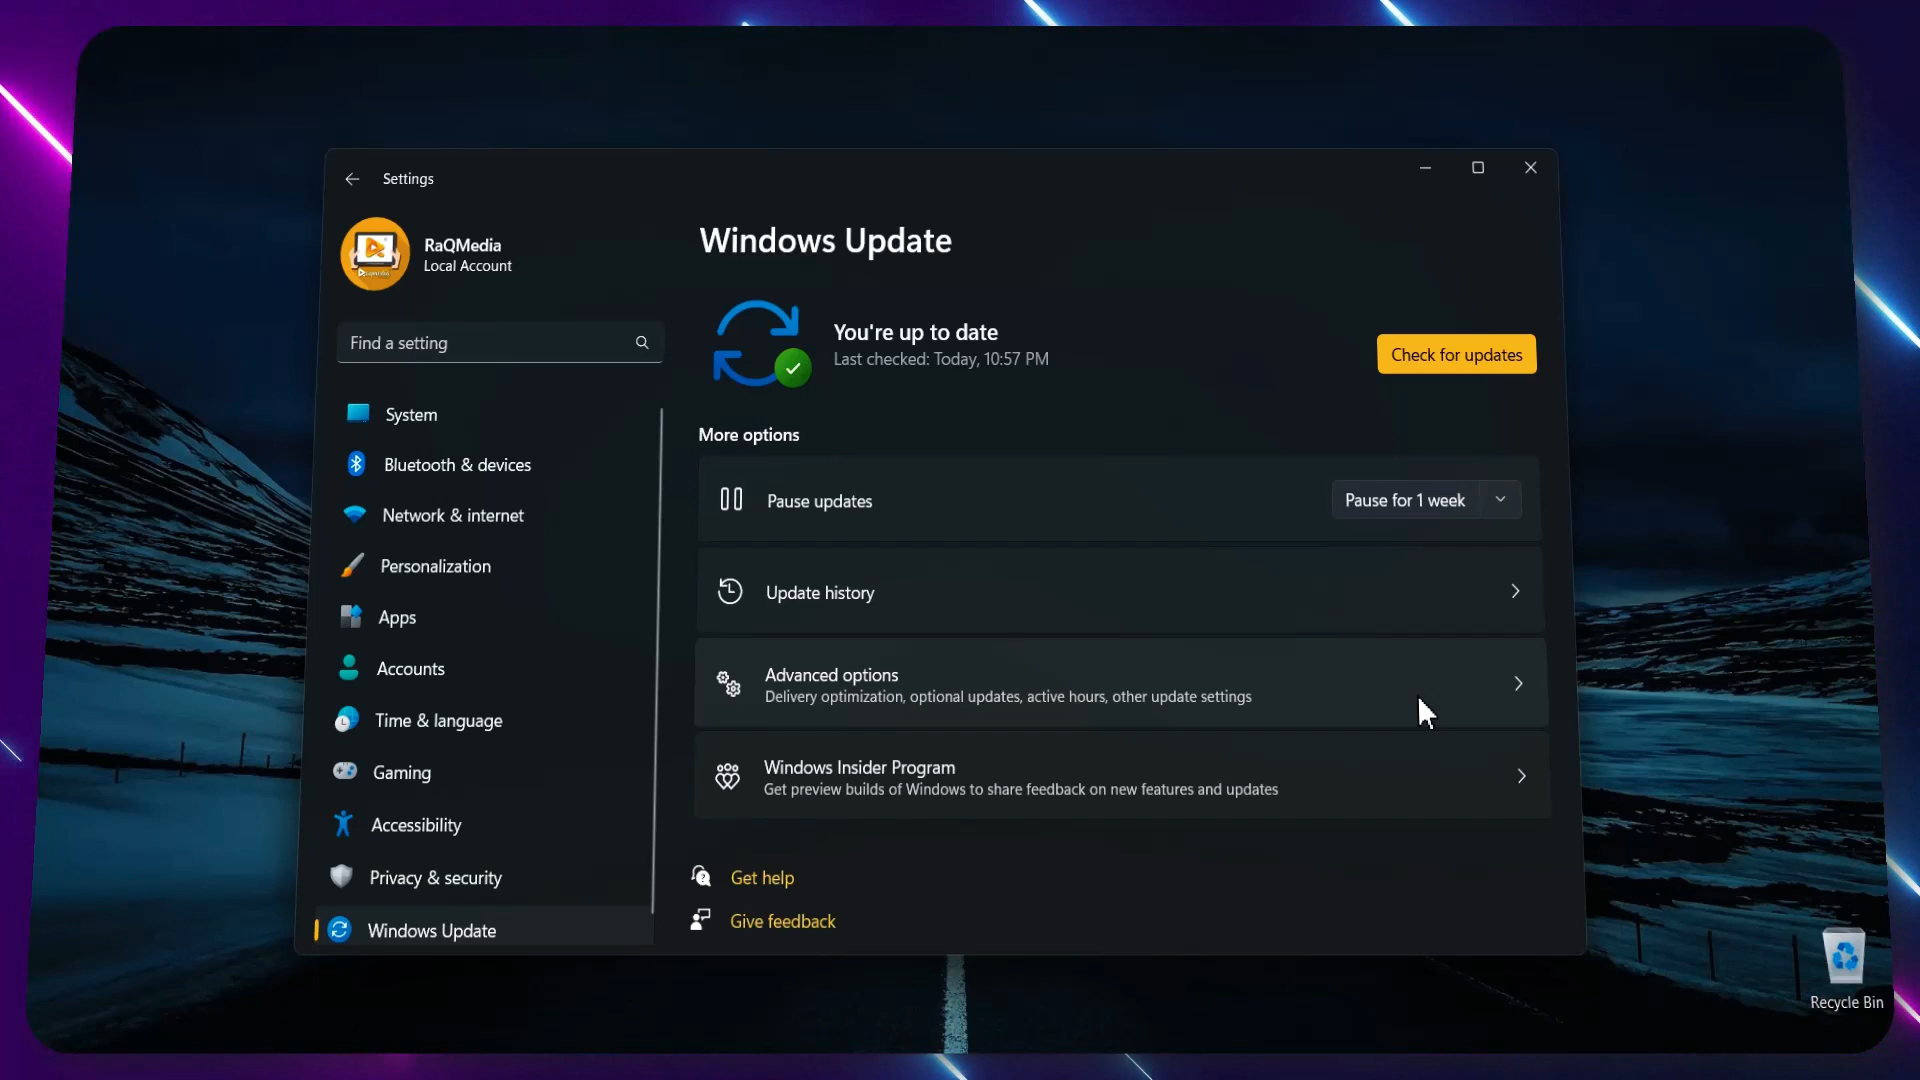 Settings
RaQMedia
Local Account
Find a setting
System
Bluetooth & devices
Network & internet
Personalization
Apps
Accounts
Time & language
Gaming
Accessibility
Privacy & security
Windows Update
Windows Update
You're up to date
Last checked: Today, 10:57 PM
Check for updates
More options
Pause updates
Pause for 1 week
Update history
Advanced options
Delivery optimization, optional updates, active hours, other update settings
Windows Insider Program
Get preview builds of Windows to share feedback on new features and updates
Get help
Give feedback
Recycle Bin